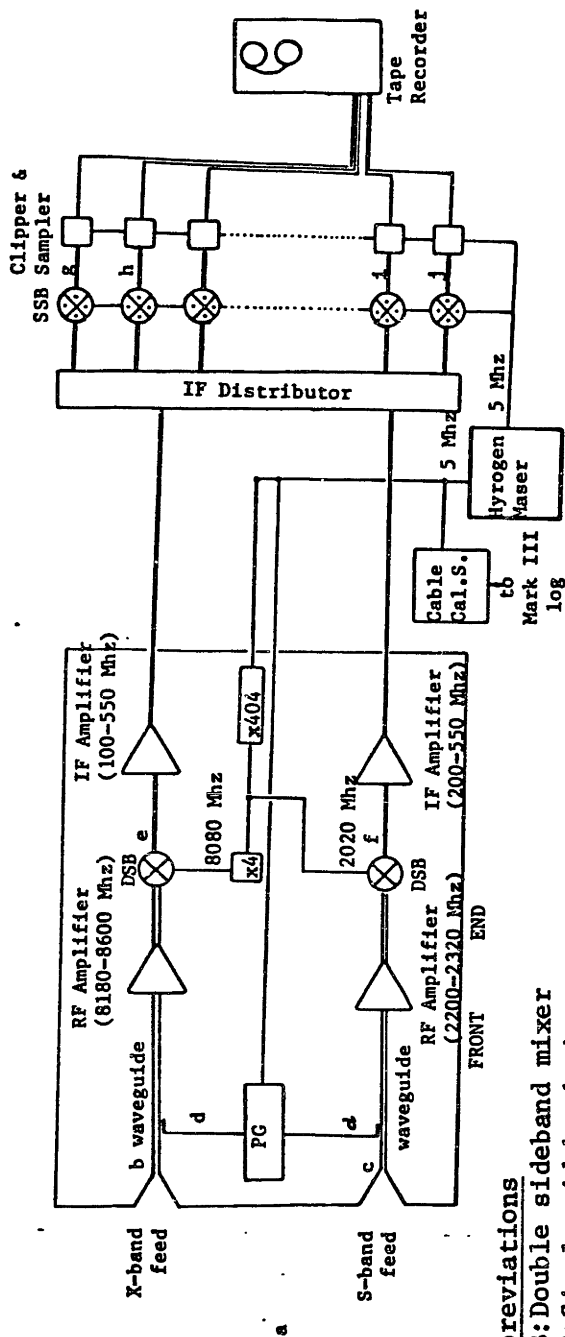 a
X-band
feed
S-band
feed
b
waveguide
c
waveguide
d
d
PG
RF Amplifier
(8180-8600 Mhz)
RF Amplifier
(2200-2320 Mhz)
FRONT END
DSB
e
8080 Mhz
x4
2020 Mhz
f
DSB
IF Amplifier
(100-550 Mhz)
x404
IF Amplifier
(200-550 Mhz)
Cable
Cal.S.
to
Mark III
log
5 Mhz
Hyrogen
Maser
5 Mhz
IF Distributor
Clipper &
SSB Sampler
g
h
i
j
Tape
Recorder
reviations
:Double sideband mixer